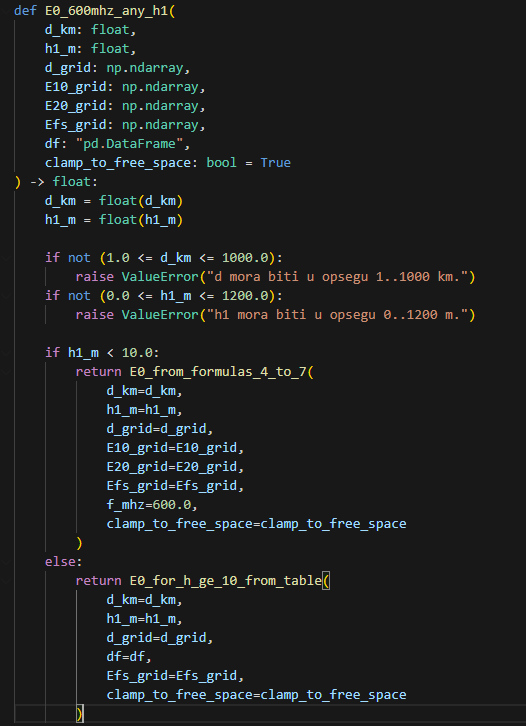 def E0_600mhz_any_h1(
    d_km: float,
    h1_m: float,
    d_grid: np.ndarray,
    E10_grid: np.ndarray,
    E20_grid: np.ndarray,
    Efs_grid: np.ndarray,
    df: "pd.DataFrame",
    clamp_to_free_space: bool = True
) -> float:
    d_km = float(d_km)
    h1_m = float(h1_m)

    if not (1.0 <= d_km <= 1000.0):
        raise ValueError("d mora biti u opsegu 1..1000 km.")
    if not (0.0 <= h1_m <= 1200.0):
        raise ValueError("h1 mora biti u opsegu 0..1200 m.")

    if h1_m < 10.0:
        return E0_from_formulas_4_to_7(
            d_km=d_km,
            h1_m=h1_m,
            d_grid=d_grid,
            E10_grid=E10_grid,
            E20_grid=E20_grid,
            Efs_grid=Efs_grid,
            f_mhz=600.0,
            clamp_to_free_space=clamp_to_free_space
        )
    else:
        return E0_for_h_ge_10_from_table(
            d_km=d_km,
            h1_m=h1_m,
            d_grid=d_grid,
            df=df,
            Efs_grid=Efs_grid,
            clamp_to_free_space=clamp_to_free_space
        )